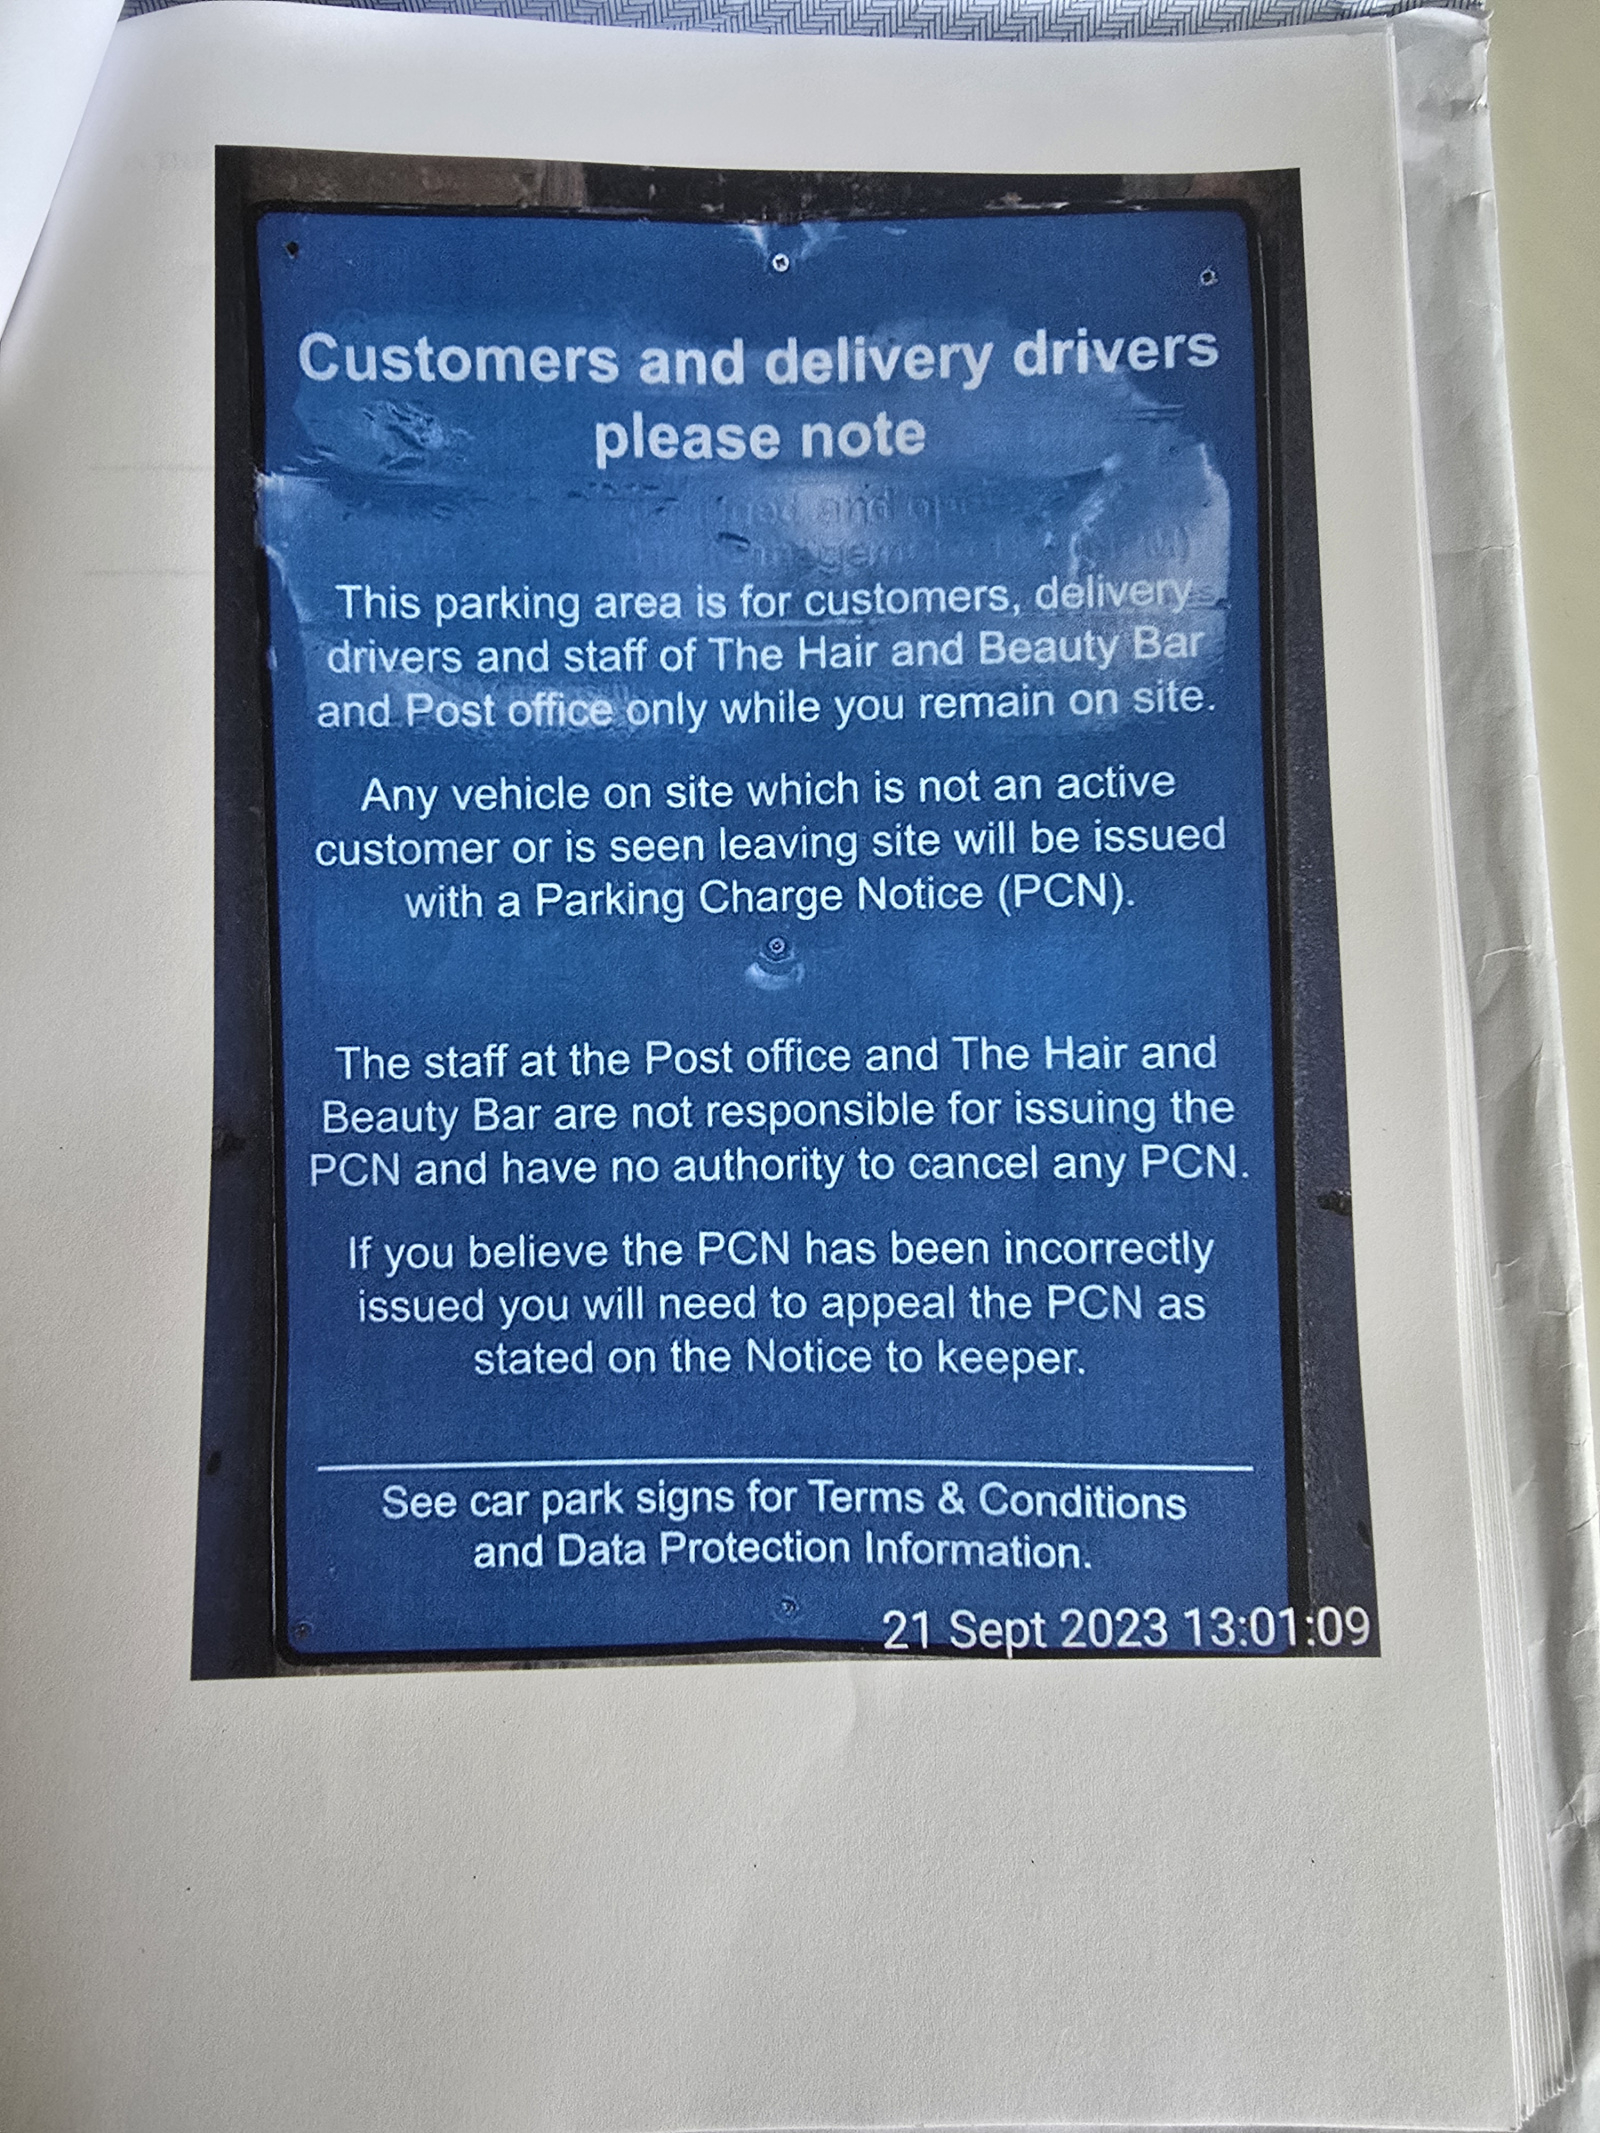 Customers and delivery drivers
please note
This parking area is for customers, delivery
drivers and staff of The Hair and Beauty Bar
and Post office only while you remain on site.
Any vehicle on site which is not an active
customer or is seen leaving site will be issued
with a Parking Charge Notice (PCN).
The staff at the Post office and The Hair and
Beauty Bar are not responsible for issuing the
PCN and have no authority to cancel any PCN.
If you believe the PCN has been incorrectly
issued you will need to appeal the PCN as
stated on the Notice to keeper.
See car park signs for Terms & Conditions
and Data Protection Information.
21 Sept 2023 13:01:09